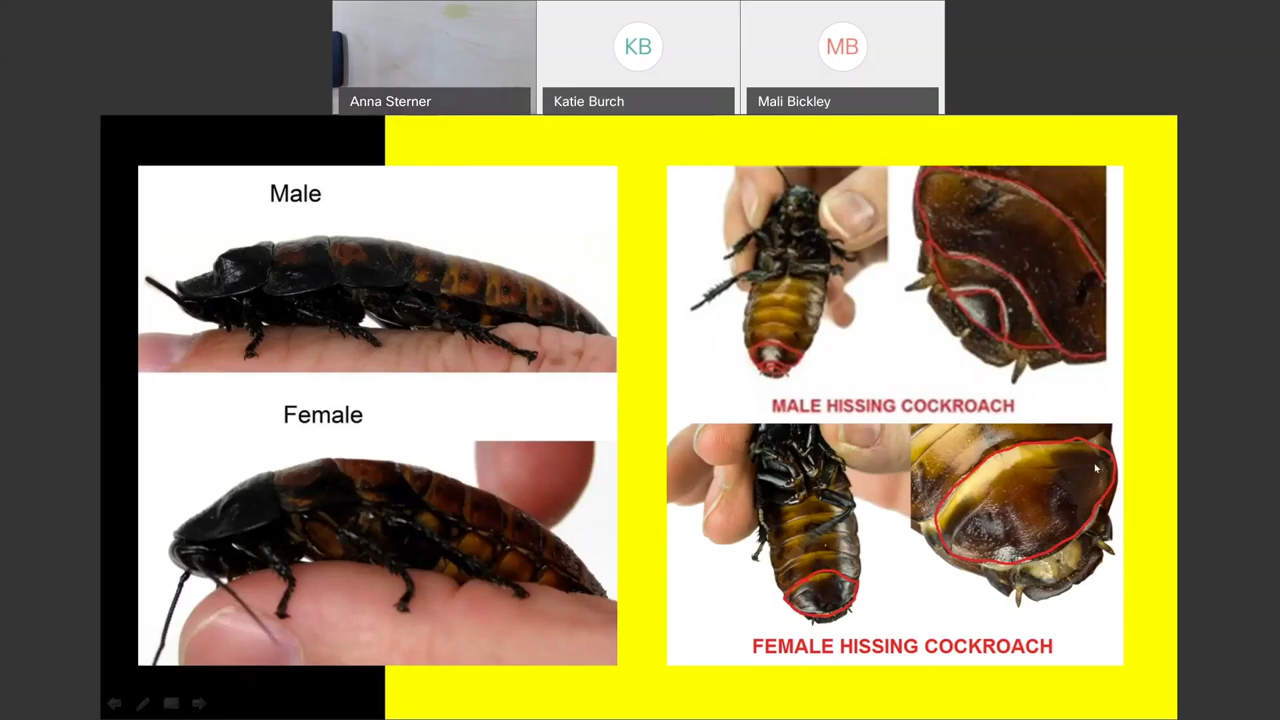 KB
MB
Anna Sterner
Katie Burch
Mali Bickley
Male
Female
MALE HISSING COCKROACH
FEMALE HISSING COCKROACH